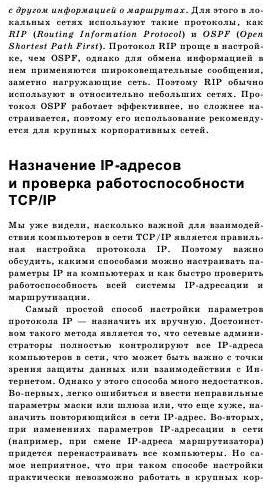 с другом информацией о маршрутах. Для этого в ло-
кальных сетях используют такие протоколы, как
RIP (Routing Information Protocol) и OSPF (Open
Shortest Path First). Протокол RIP проще в настрой-
ке, чем OSPF, однако для обмена информацией в
нем применяются широковещательные сообщения,
заметно нагружающие сеть. Поэтому RIP обычно
используют в относительно небольших сетях. Про-
токол OSPF работает эффективнее, но сложнее на-
страивается, поэтому его использование рекоменду-
ется для крупных корпоративных сетей.
Назначение IP-адресов
и проверка работоспособности
TCP/IP
Мы уже видели, насколько важной для взаимодей-
ствия компьютеров в сети TCP/IP является правиль-
ная настройка протокола IP. Поэтому важно
обсудить, какими способами можно настраивать па-
раметры IP на компьютерах и как быстро проверить
работоспособность всей системы IP-адресации и
маршрутизации.
Самый простой способ настройки параметров
протокола IP — назначить их вручную. Достоинст-
вом такого метода является то, что сетевые админи-
страторы полностью контролируют все IP-адреса
компьютеров в сети, что может быть важно с точки
зрения защиты данных или взаимодействия с Ин-
тернетом. Однако у этого способа много недостатков.
Во-первых, легко ошибиться и ввести неправильные
параметры маски или шлюза или, что еще хуже, на-
значить повторяющийся в сети IP-адрес. Во-вторых,
при изменениях параметров IP-адресации в сети
(например, при смене IP-адреса маршрутизатора)
придется перенастраивать все компьютеры. Но са-
мое неприятное, что при таком способе настройки
практически невозможно работать в крупных кор-